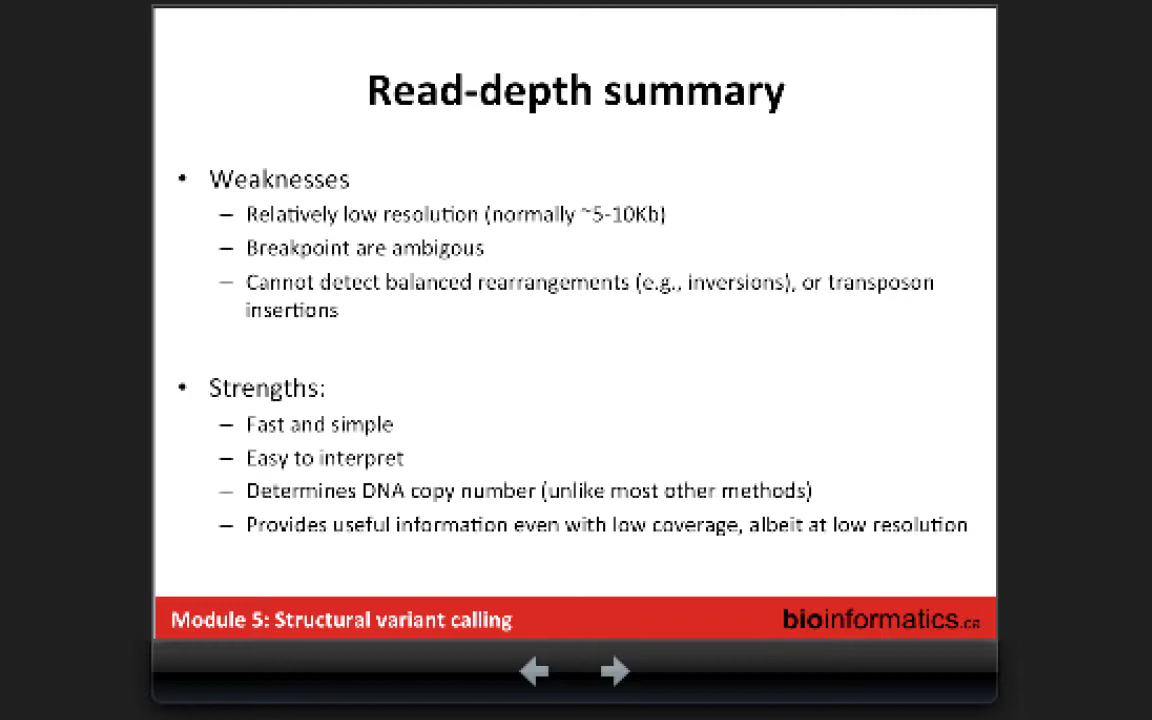 Read-depth summary
• Weaknesses
– Relatively low resolution (normally ~5-10Kb)
– Breakpoint are ambigous
– Cannot detect balanced rearrangements (e.g., inversions), or transposon
insertions
• Strengths:
– Fast and simple
– Easy to interpret
– Determines DNA copy number (unlike most other methods)
– Provides useful information even with low coverage, albeit at low resolution
Module 5: Structural variant calling
bioinformatics.ca